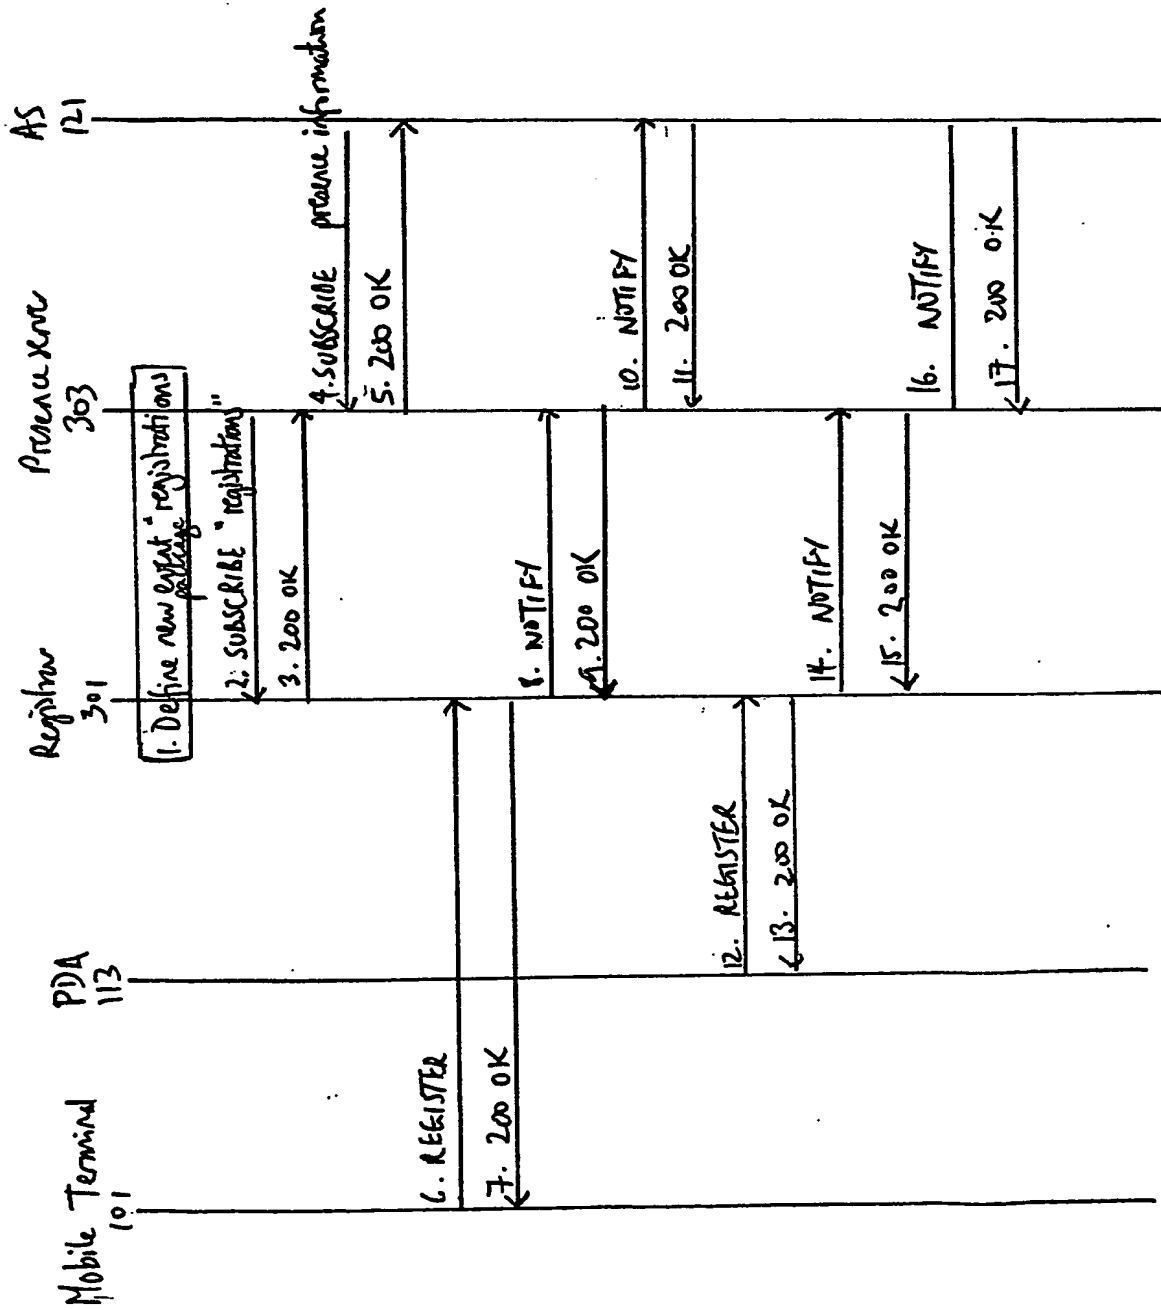 Mobile Terminal
101
PDA
113
Registrar
301
Presence server
303
AS
121
1. Define new event "registrations
package
2. SUBSCRIBE "registrations"
3. 200 OK
4. SUBSCRIBE presence information
5. 200 OK
6. REGISTER
7. 200 OK
8. NOTIFY
9. 200 OK
10. NOTIFY
11. 200 OK
12. REGISTER
13. 200 OK
14. NOTIFY
15. 200 OK
16. NOTIFY
17. 200 OK